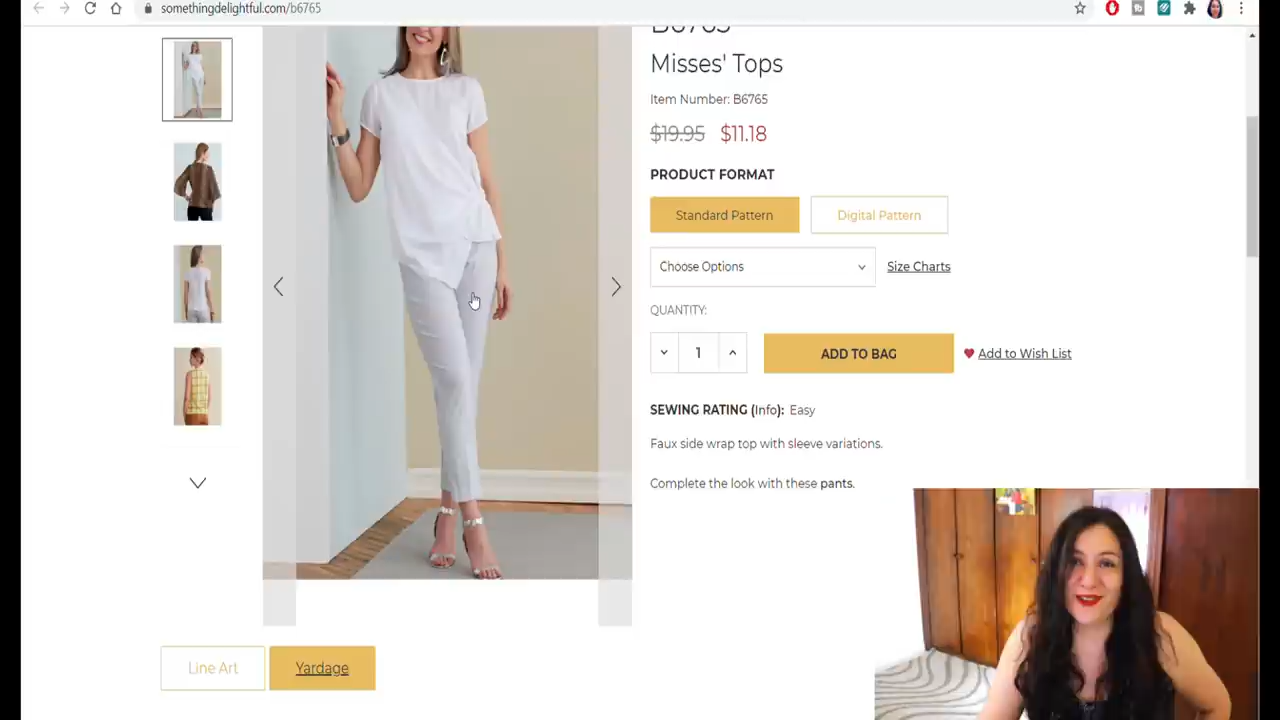 somethingdelightful.com/b6765
B6765
Misses' Tops
Item Number: B6765
$19.95 $11.18
PRODUCT FORMAT
Standard Pattern Digital Pattern
Choose Options Size Charts
QUANTITY:
1 ADD TO BAG Add to Wish List
SEWING RATING (Info): Easy
Faux side wrap top with sleeve variations.
Complete the look with these pants.
Line Art Yardage